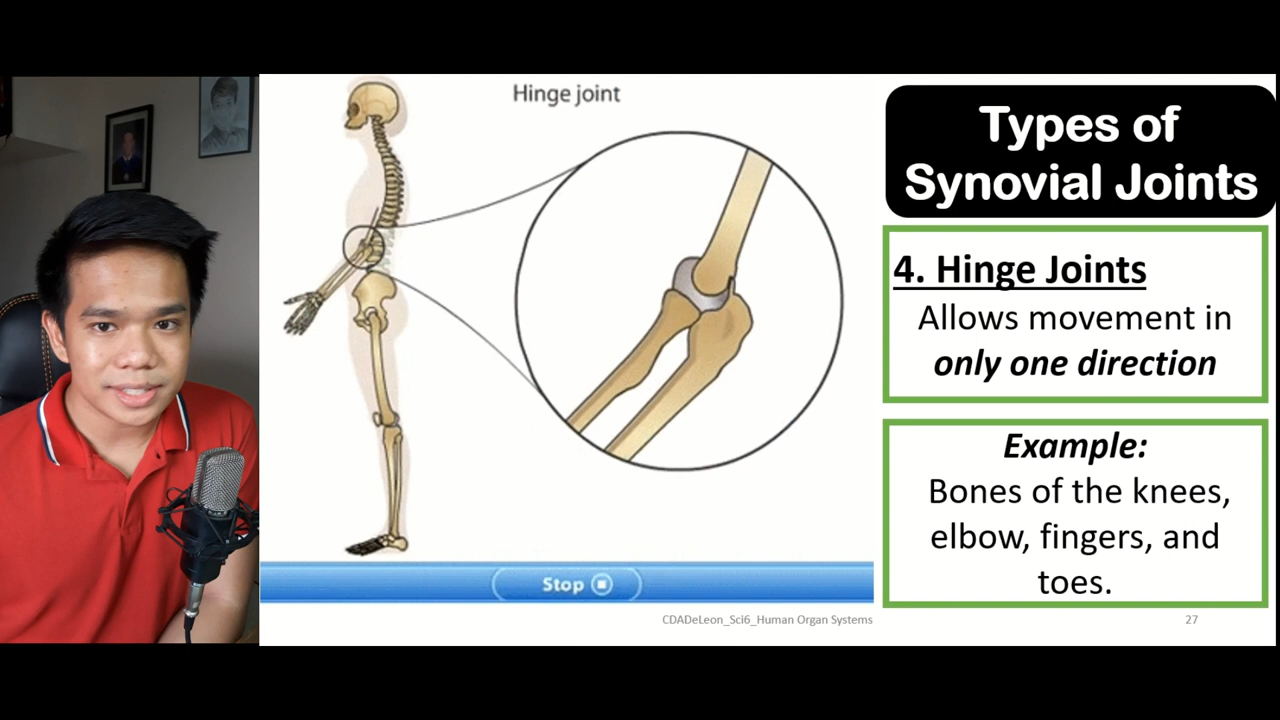 Hinge joint
Types of
Synovial Joints
4. Hinge Joints
Allows movement in
only one direction
Example:
Bones of the knees,
elbow, fingers, and
toes.
Stop
CDADeLeon_Sci6_Human Organ Systems
27